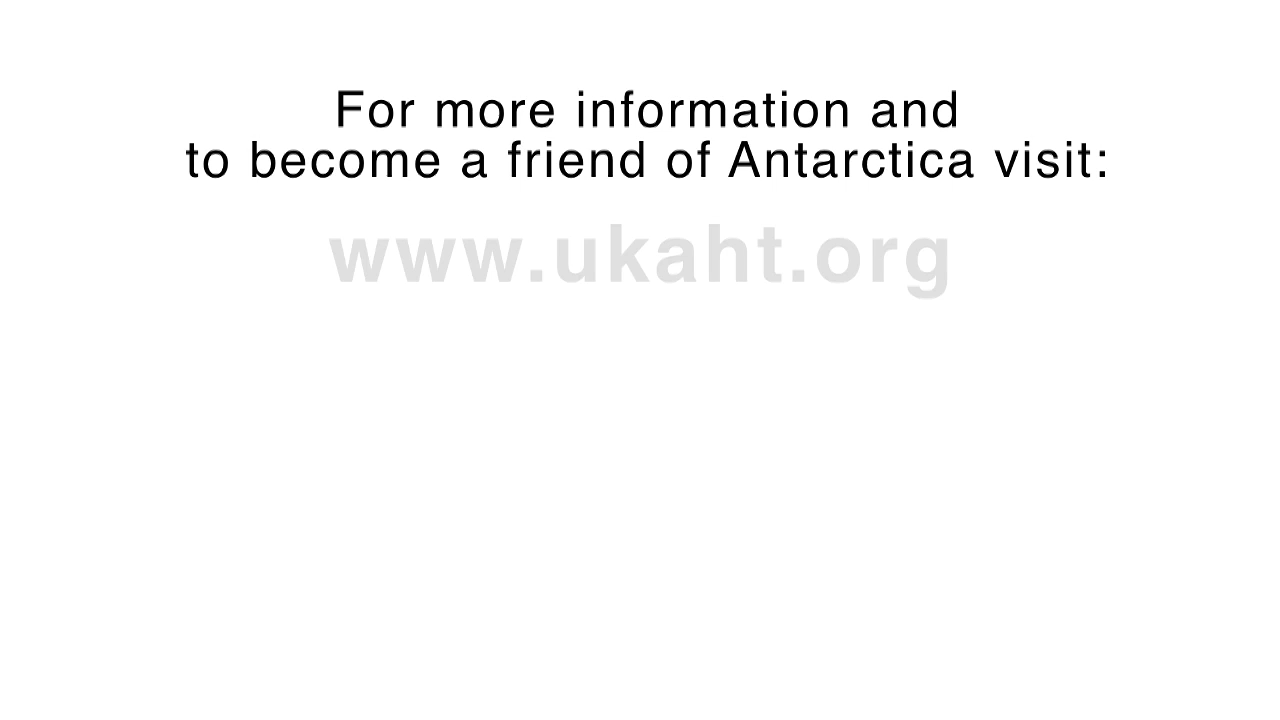 For more information and
to become a friend of Antarctica visit:
www.ukaht.org